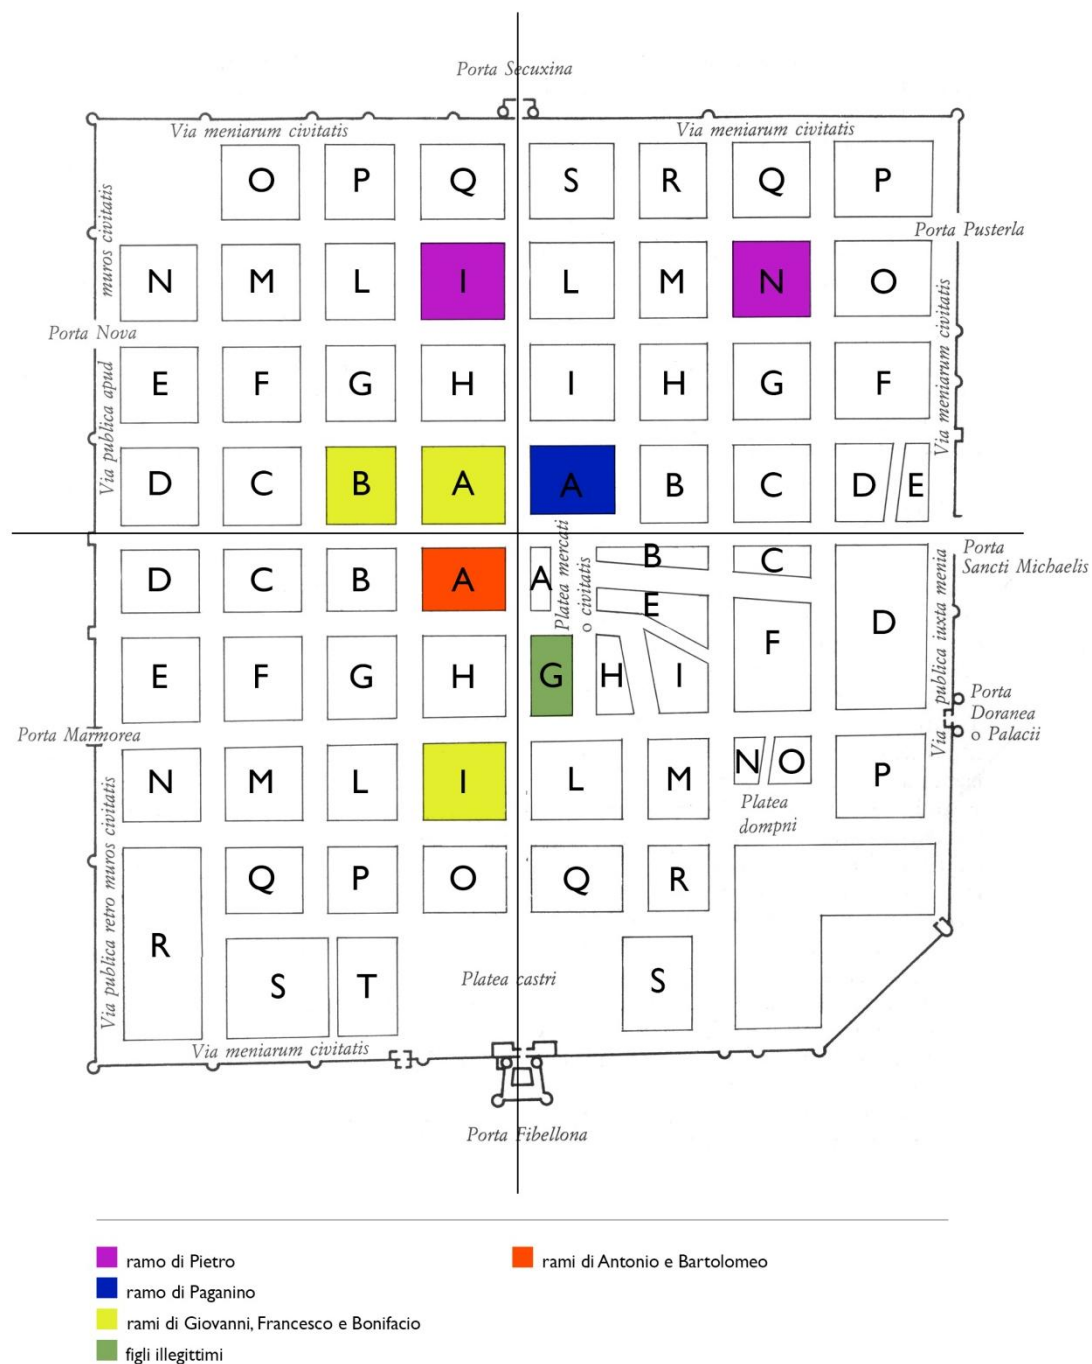 Porta Secuxina
Via meniarum civitatis
Via meniarum civitatis
O P Q S R Q P
muros civitatis
Porta Pusterla
N M L I L M N O
Porta Nova
Via meniarum civitatis
E F G H I H G F
Via publica apud
D C B A A B C D E
Porta
Sancti Michaelis
D C B A A B C D
Platea mercati
o civitatis
E
Via publica iuxta menia
E F G H G H I F
Porta
Doranea
o Palacii
Porta Marmorea
N M L I L M N O P
Platea
dompni
Via publica retro muros civitatis
Q P O Q R
R S T S
Platea castri
Via meniarum civitatis
Porta Fibellona
ramo di Pietro
ramo di Paganino
rami di Giovanni, Francesco e Bonifacio
figli illegittimi
rami di Antonio e Bartolomeo